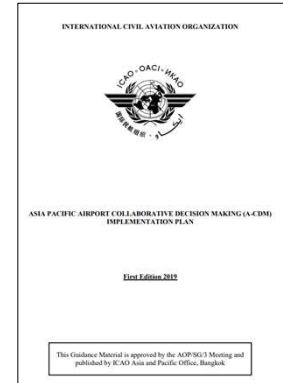 INTERNATIONAL CIVIL AVIATION ORGANIZATION
ICAO · OACI · ИКАО
ASIA PACIFIC AIRPORT COLLABORATIVE DECISION MAKING (A-CDM)
IMPLEMENTATION PLAN
First Edition 2019
This Guidance Material is approved by the AOP/SG/3 Meeting and
published by ICAO Asia and Pacific Office, Bangkok